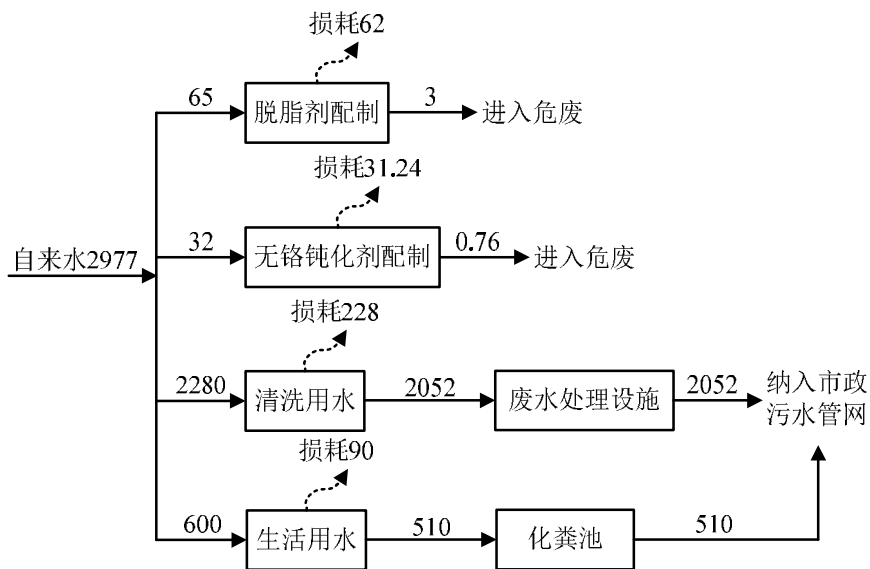 损耗62
65
脱脂剂配制
3
进入危废
损耗31.24
自来水2977
32
无铬钝化剂配制
0.76
进入危废
损耗228
2280
清洗用水
2052
废水处理设施
2052
纳入市政
污水管网
损耗90
600
生活用水
510
化粪池
510